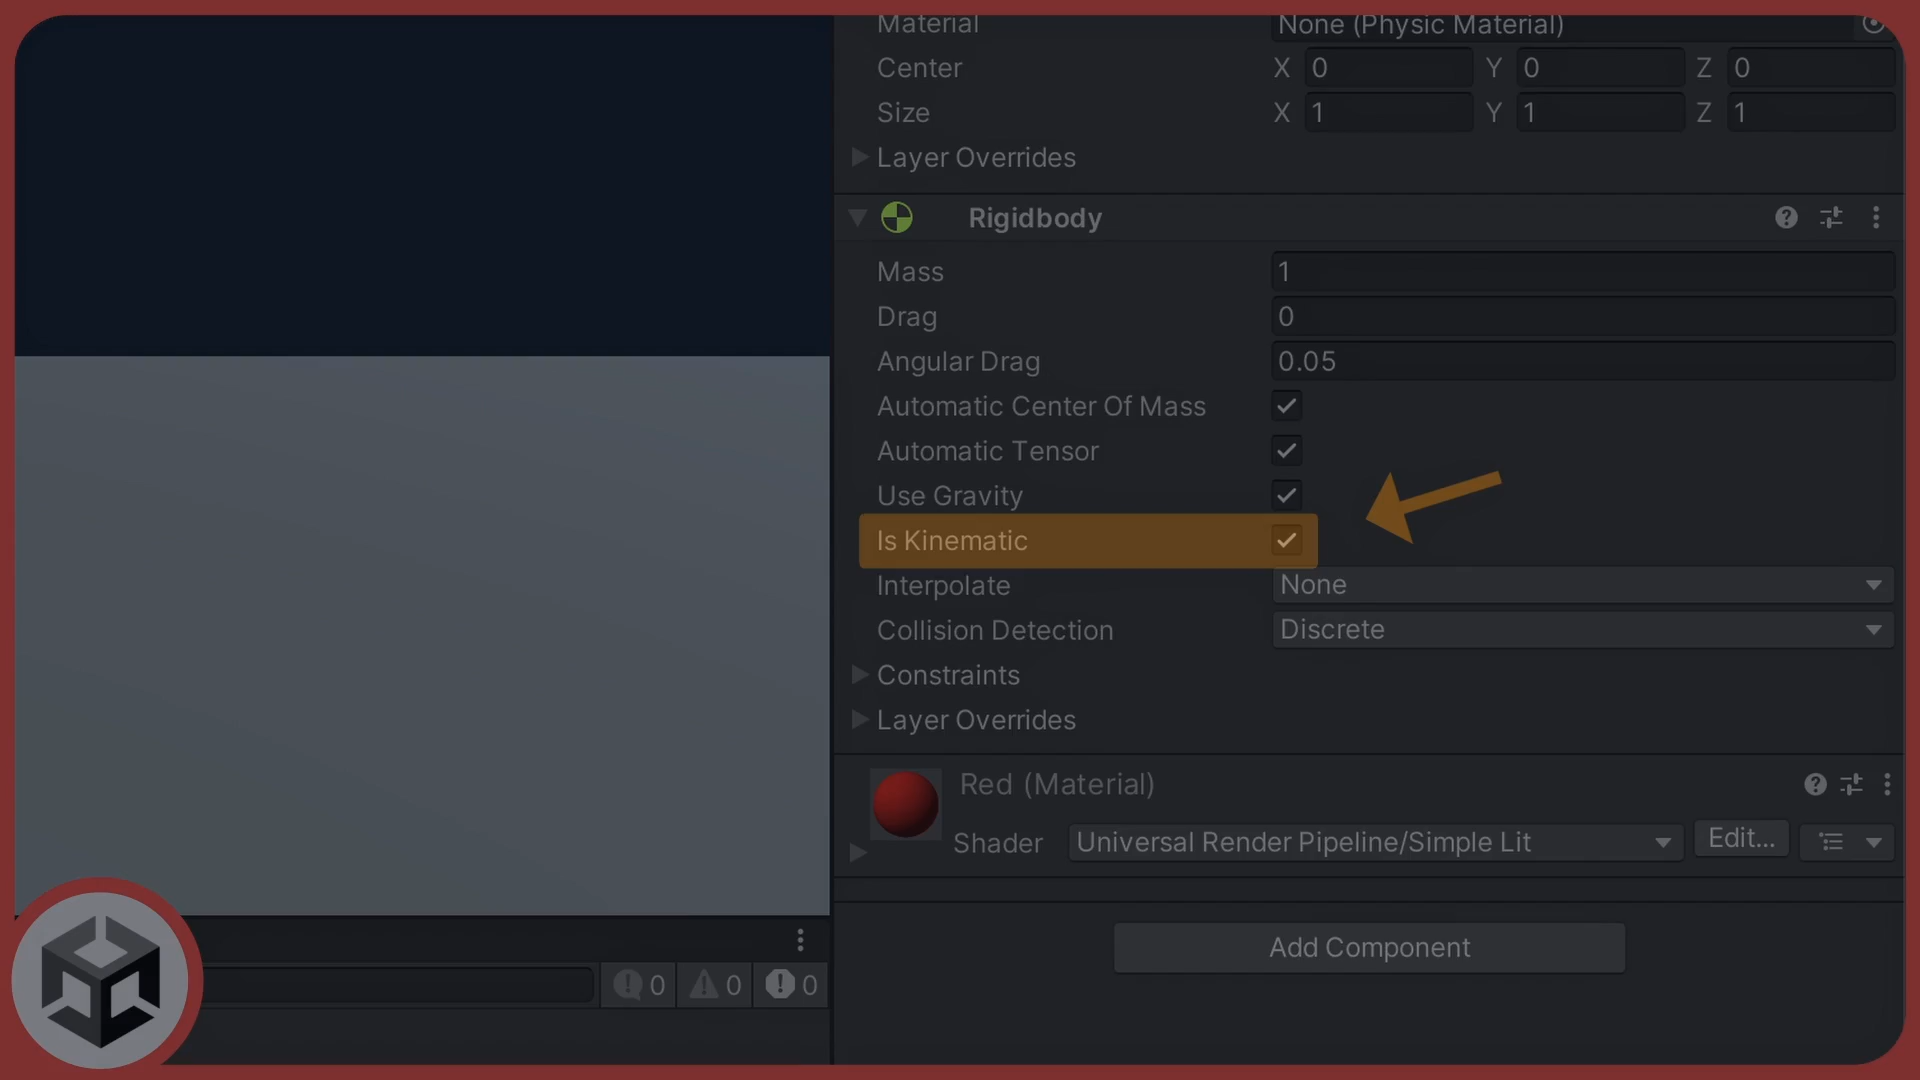 Material None (Physic Material)
Center X 0 Y 0 Z 0
Size X 1 Y 1 Z 1
Layer Overrides
Rigidbody
Mass 1
Drag 0
Angular Drag 0.05
Automatic Center Of Mass
Automatic Tensor
Use Gravity
Is Kinematic
Interpolate None
Collision Detection Discrete
Constraints
Layer Overrides
Red (Material)
Shader Universal Render Pipeline/Simple Lit Edit...
Add Component
0 0 0